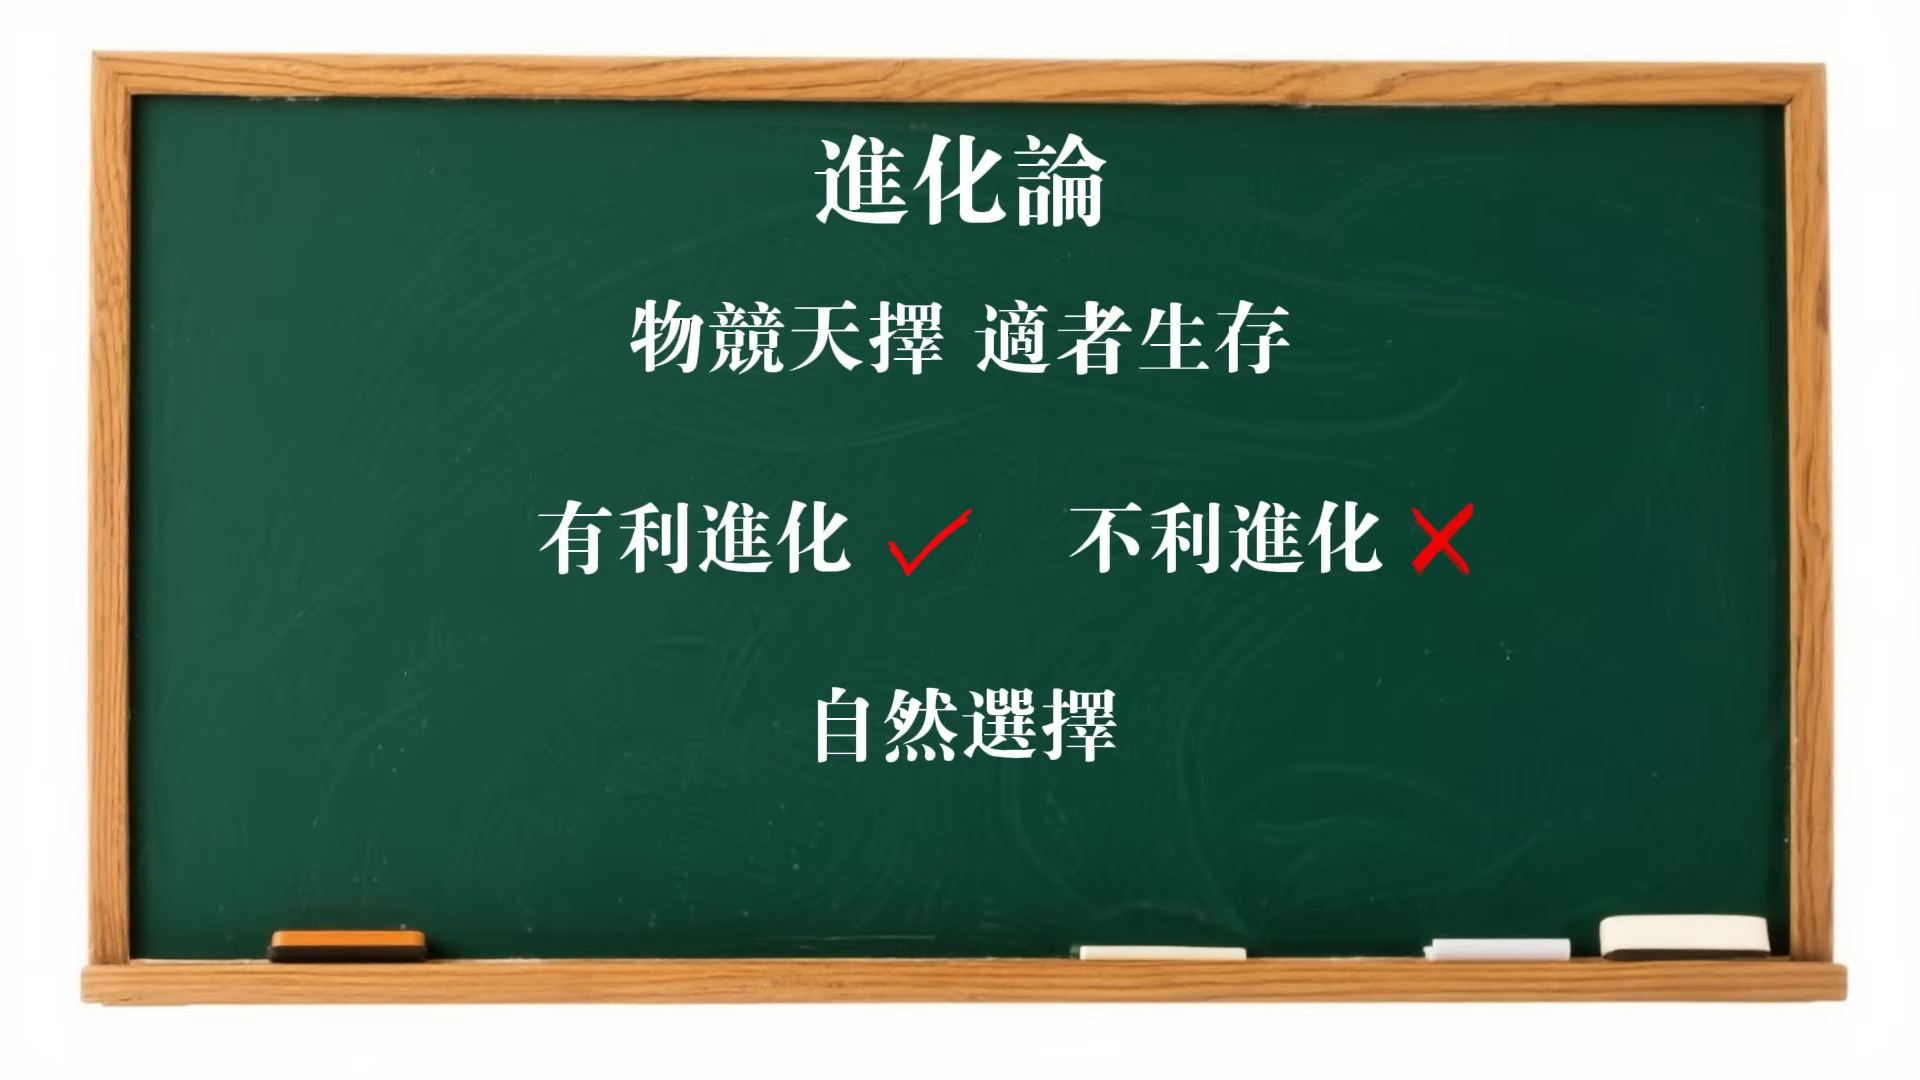 進化論
物競天擇 適者生存
有利進化 不利進化
自然選擇